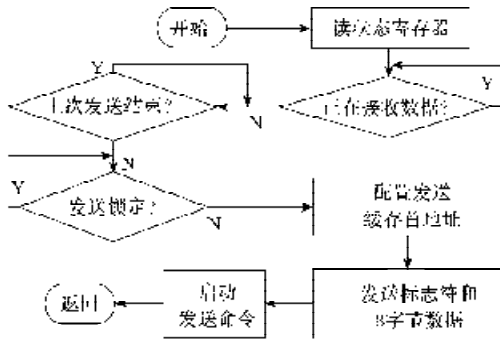 开始
读状态寄存器
Y
上次发送结束?
正在接收数据?
N
Y
N
Y
发送锁定?
N
配置发送
缓存首地址
返回
启动
发送命令
发送标志符和
8字节数据